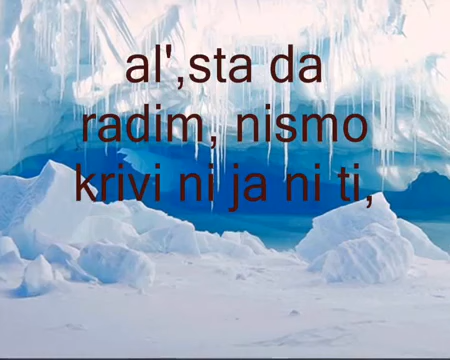 al',sta da
radim, nismo
krivi ni ja ni ti,